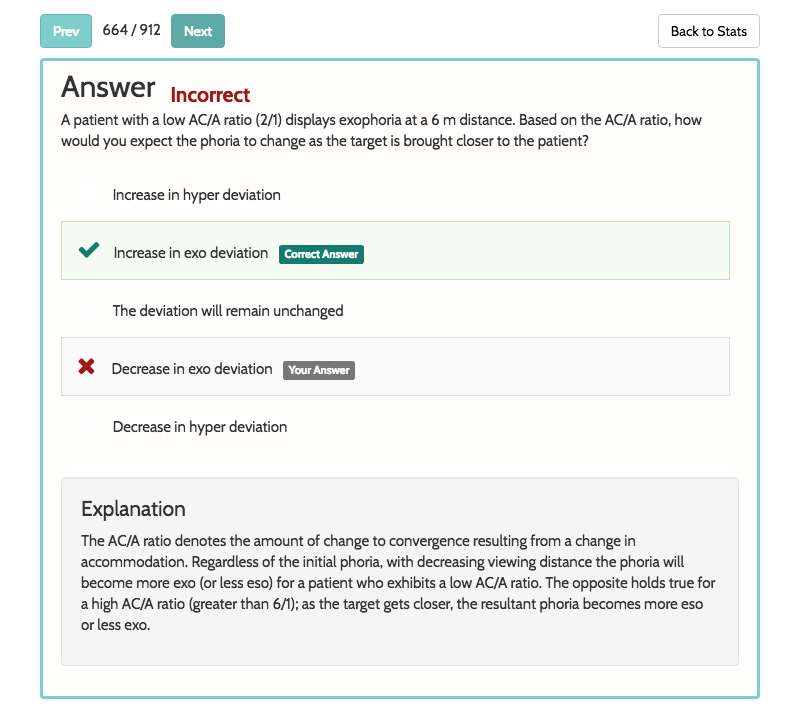 Prev 664 / 912 Next Back to Stats
Answer Incorrect
A patient with a low AC/A ratio (2/1) displays exophoria at a 6 m distance. Based on the AC/A ratio, how
would you expect the phoria to change as the target is brought closer to the patient?
Increase in hyper deviation
Increase in exo deviation Correct Answer
The deviation will remain unchanged
Decrease in exo deviation Your Answer
Decrease in hyper deviation
Explanation
The AC/A ratio denotes the amount of change to convergence resulting from a change in
accommodation. Regardless of the initial phoria, with decreasing viewing distance the phoria will
become more exo (or less eso) for a patient who exhibits a low AC/A ratio. The opposite holds true for
a high AC/A ratio (greater than 6/1); as the target gets closer, the resultant phoria becomes more eso
or less exo.